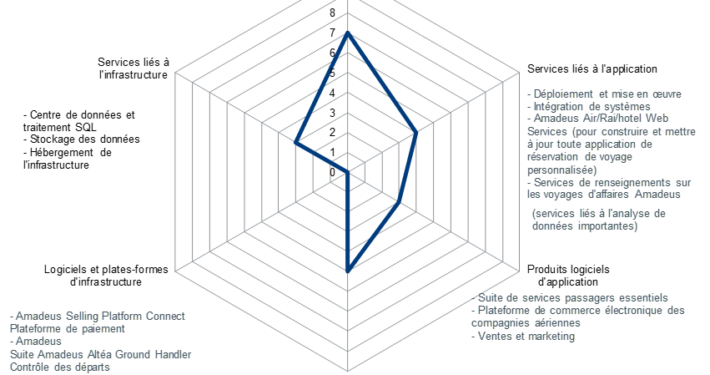 8
7
6
5
4
3
2
1
0
Services liés à
l'infrastructure
- Centre de données et
traitement SQL
- Stockage des données
- Hébergement de
l'infrastructure
Services liés à l'application
- Déploiement et mise en œuvre
- Intégration de systèmes
- Amadeus Air/Rai/hotel Web
Services (pour construire et mettre
à jour toute application de
réservation de voyage
personnalisée)
- Services de renseignements sur
les voyages d'affaires Amadeus
(services liés à l'analyse de
données importantes)
Logiciels et plates-formes
d'infrastructure
- Amadeus Selling Platform Connect
Plateforme de paiement
- Amadeus
Suite Amadeus Altéa Ground Handler
Contrôle des départs
Produits logiciels
d'application
- Suite de services passagers essentiels
- Plateforme de commerce électronique des
compagnies aériennes
- Ventes et marketing